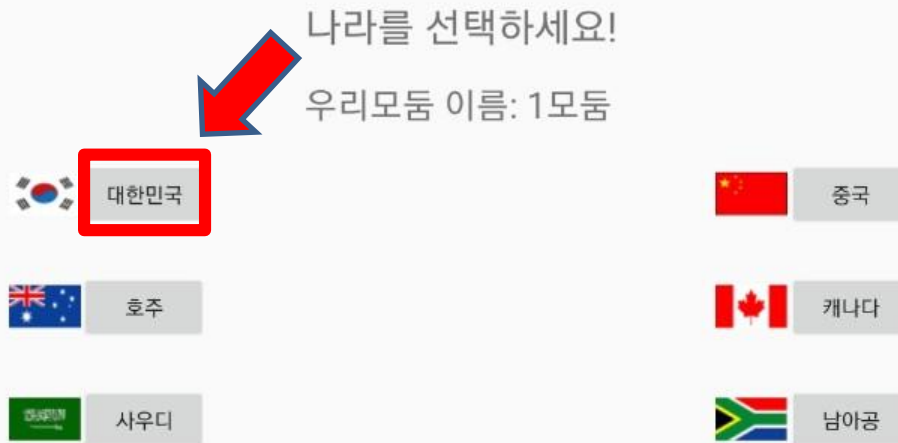 나라를 선택하세요!
우리모둠 이름: 1모둠
대한민국
중국
호주
캐나다
사우디
남아공